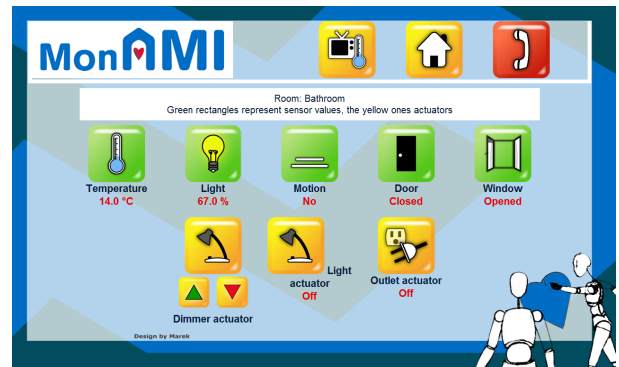 MonAMI
Room: Bathroom
Green rectangles represent sensor values, the yellow ones actuators
Temperature
14.0 °C
Light
67.0 %
Motion
No
Door
Closed
Window
Opened
Dimmer actuator
Light
actuator
Off
Outlet actuator
Off
Design by Marek